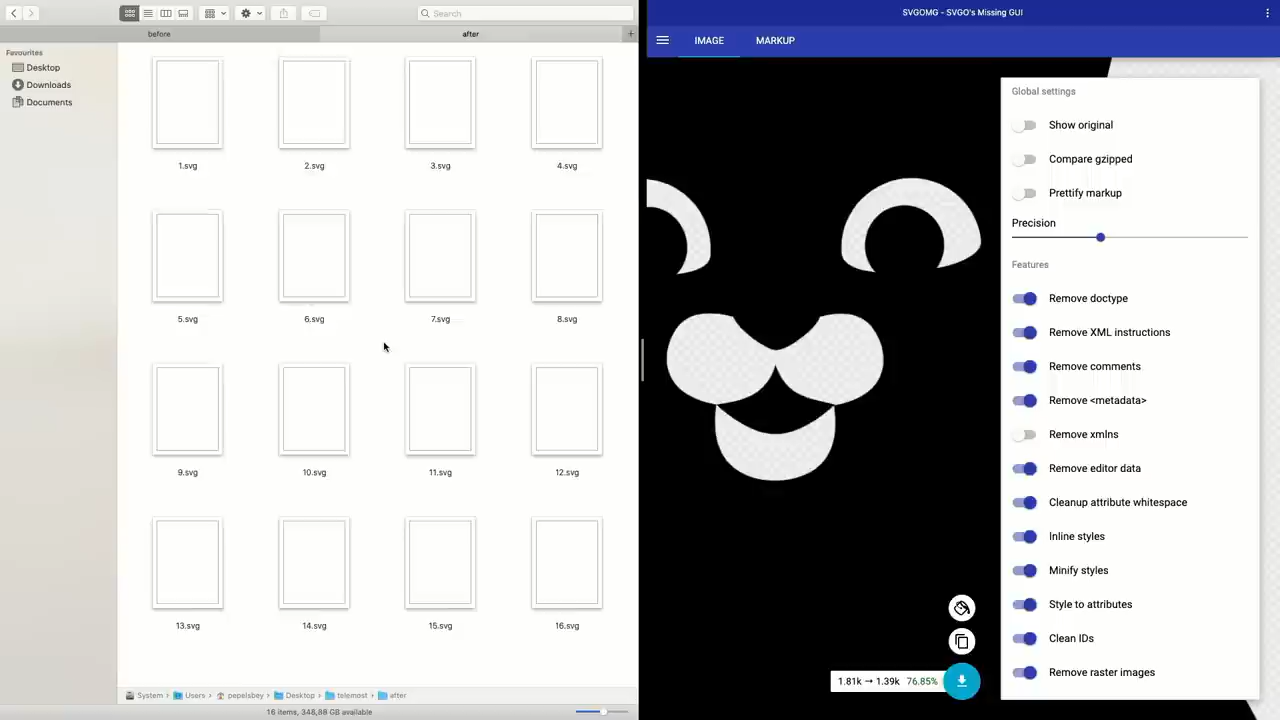 Search
before
after
+
Favourites
Desktop
Downloads
Documents
1.svg
2.svg
3.svg
4.svg
5.svg
6.svg
7.svg
8.svg
9.svg
10.svg
11.svg
12.svg
13.svg
14.svg
15.svg
16.svg
System › Users › pepelsbey › Desktop › telemost › after
16 items, 348,88 GB available
SVGOMG - SVGO's Missing GUI
IMAGE MARKUP
Global settings
Show original
Compare gzipped
Prettify markup
Precision
Features
Remove doctype
Remove XML instructions
Remove comments
Remove <metadata>
Remove xmlns
Remove editor data
Cleanup attribute whitespace
Inline styles
Minify styles
Style to attributes
Clean IDs
Remove raster images
1.81k → 1.39k 76.85%